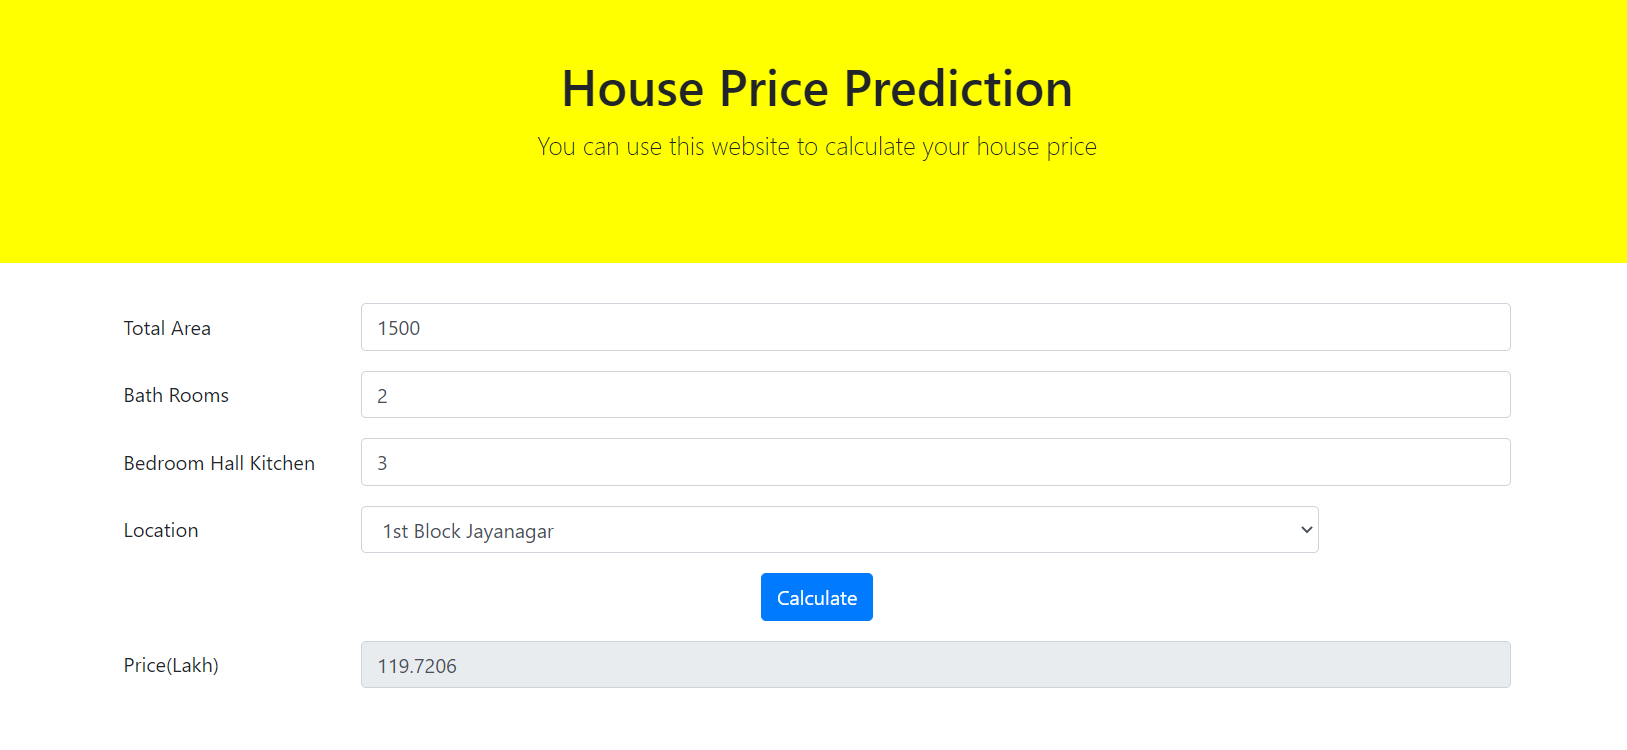 House Price Prediction
You can use this website to calculate your house price
Total Area 1500
Bath Rooms 2
Bedroom Hall Kitchen 3
Location 1st Block Jayanagar
Calculate
Price(Lakh) 119.7206